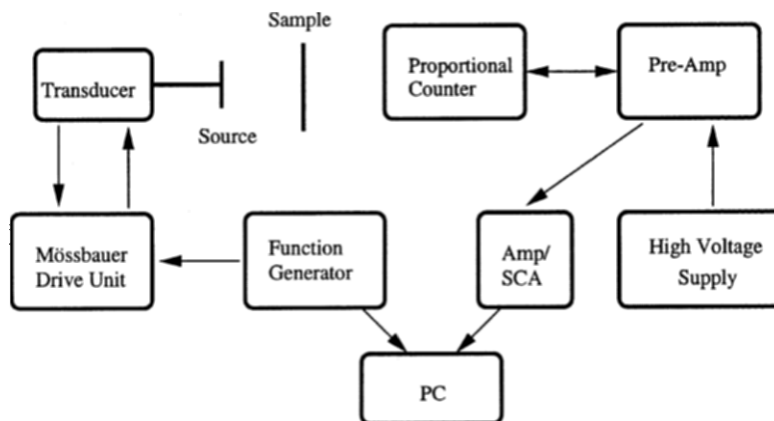 Sample
Transducer
Source
Proportional
Counter
Pre-Amp
Mössbauer
Drive Unit
Function
Generator
Amp/
SCA
High Voltage
Supply
PC